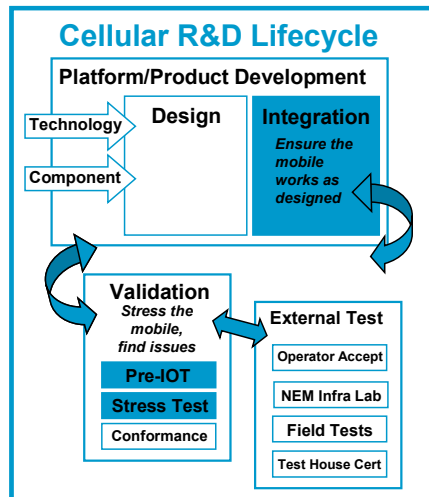 Cellular R&D Lifecycle
Platform/Product Development
Technology
Component
Design
Integration
Ensure the
mobile
works as
designed
Validation
Stress the
mobile,
find issues
Pre-IOT
Stress Test
Conformance
External Test
Operator Accept
NEM Infra Lab
Field Tests
Test House Cert